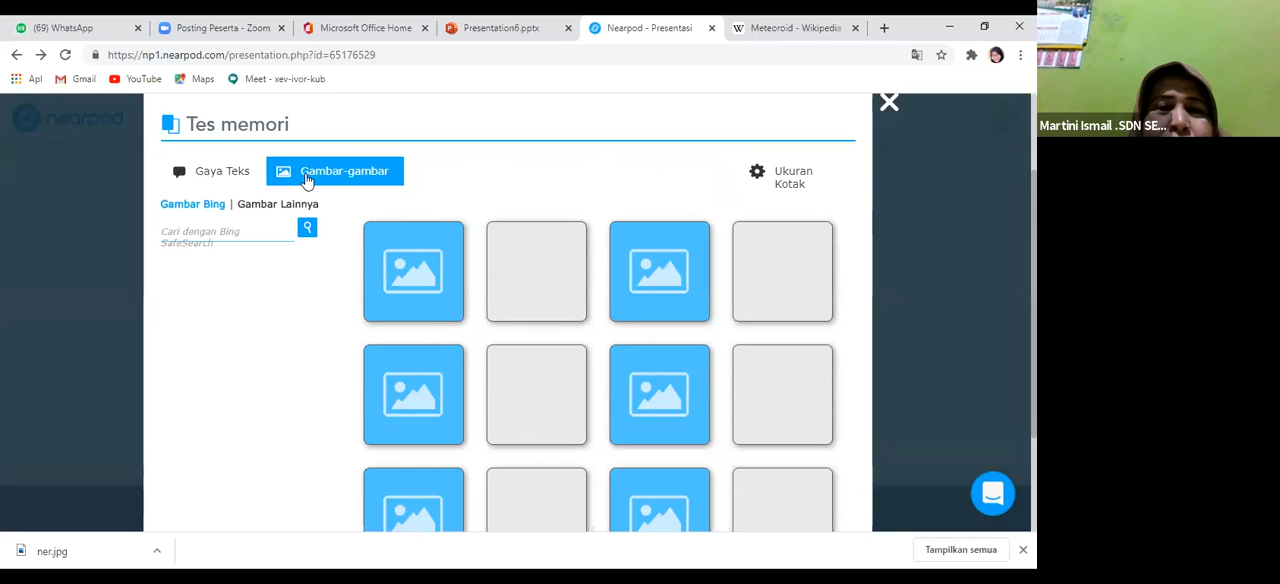 (69) WhatsApp
Posting Peserta - Zoom
Microsoft Office Home
Presentation6.pptx
Nearpod - Presentasi
Meteoroid - Wikipedia
https://np1.nearpod.com/presentation.php?id=65176529
Apl
Gmail
YouTube
Maps
Meet - xev-ivor-kub
nearpod
Tes memori
Gaya Teks
Gambar-gambar
Ukuran
Kotak
Gambar Bing | Gambar Lainnya
Cari dengan Bing
SafeSearch
Martini Ismail .SDN SE...
ner.jpg
Tampilkan semua